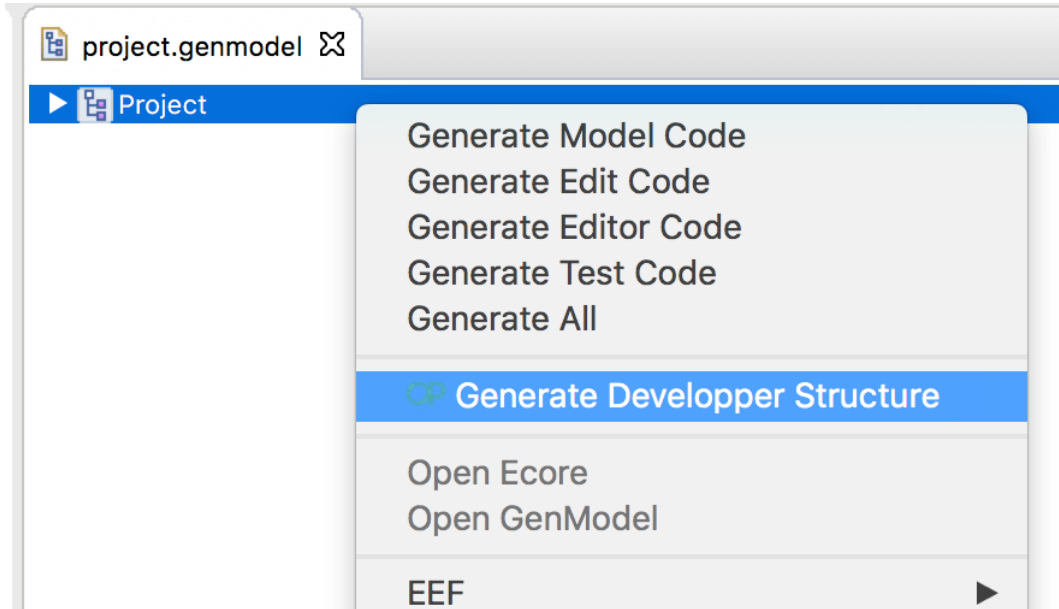 project.genmodel
Project
Generate Model Code
Generate Edit Code
Generate Editor Code
Generate Test Code
Generate All
Generate Developper Structure
Open Ecore
Open GenModel
EEF